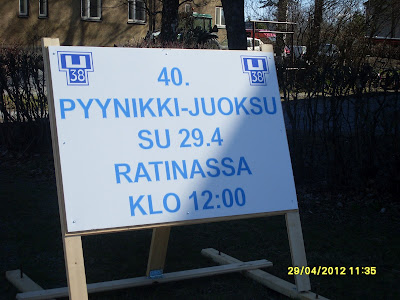 40.
PYYNIKKI-JUOKSU
SU 29.4
RATINASSA
KLO 12:00
38
38
29/04/2012 11:35